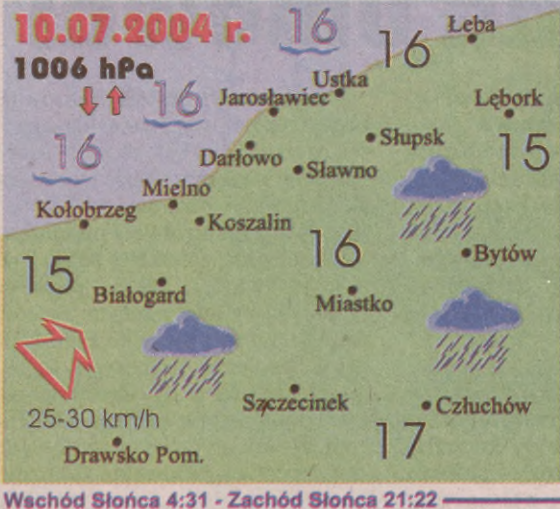 10.07.2004 r.
16
Łeba
16
1006 hPa
Ustka
16
Jarosławiec
Lębork
Słupsk
15
16
Darłowo
Sławno
Mielno
Kołobrzeg
Koszalin
16
Bytów
15
Białogard
Miastko
25-30 km/h
Szczecinek
Człuchów
17
Drawsko Pom.
Wschód Słońca 4:31 - Zachód Słońca 21:22